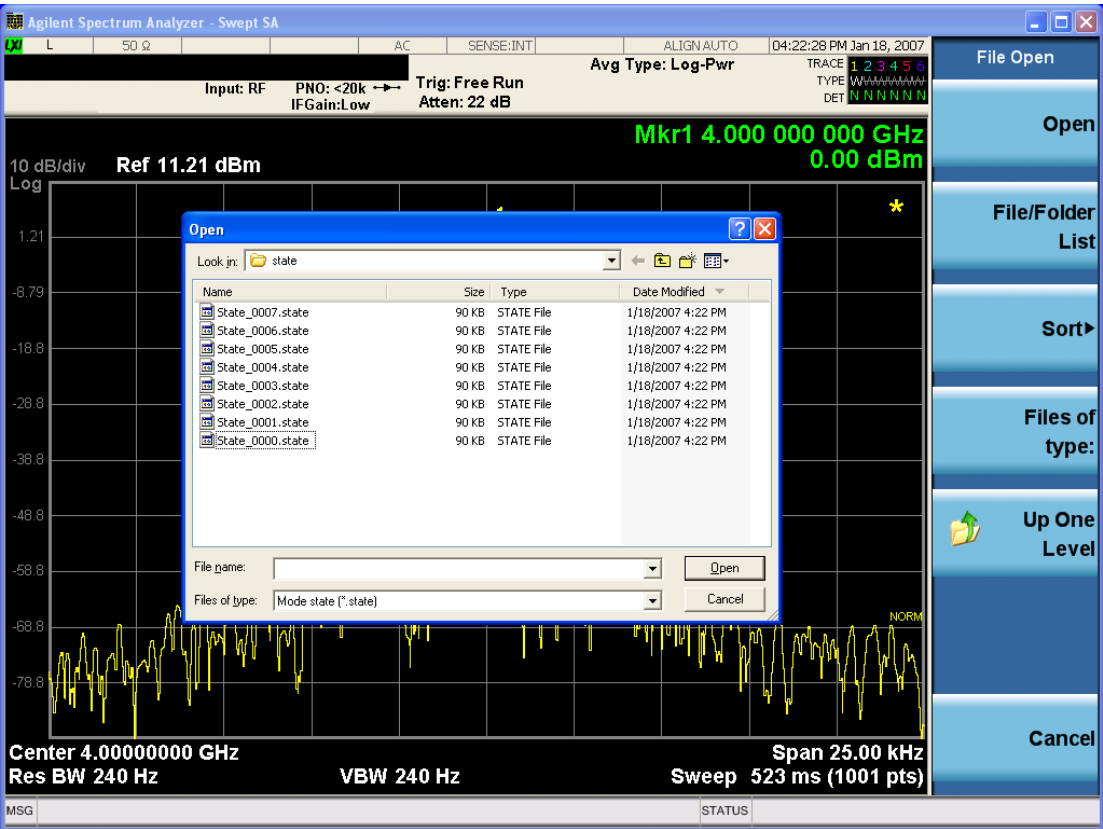 Agilent Spectrum Analyzer - Swept SA
LXI L 50 Ω AC SENSE:INT ALIGN AUTO 04:22:28 PM Jan 18, 2007
Input: RF PNO: <20k Trig: Free Run Avg Type: Log-Pwr TRACE 1 2 3 4 5 6
IFGain:Low Atten: 22 dB TYPE WWWWWW
DET N N N N N N
Mkr1 4.000 000 000 GHz
0.00 dBm
10 dB/div Ref 11.21 dBm
Log
1.21
-8.79
-18.8
-28.8
-38.8
-48.8
-58.8
-68.8
-78.8
1
*
NORM
Open
Look in: state
Name Size Type Date Modified
State_0007.state 90 KB STATE File 1/18/2007 4:22 PM
State_0006.state 90 KB STATE File 1/18/2007 4:22 PM
State_0005.state 90 KB STATE File 1/18/2007 4:22 PM
State_0004.state 90 KB STATE File 1/18/2007 4:22 PM
State_0003.state 90 KB STATE File 1/18/2007 4:22 PM
State_0002.state 90 KB STATE File 1/18/2007 4:22 PM
State_0001.state 90 KB STATE File 1/18/2007 4:22 PM
State_0000.state 90 KB STATE File 1/18/2007 4:22 PM
File name: Open
Files of type: Mode state (*.state) Cancel
Center 4.00000000 GHz Span 25.00 kHz
Res BW 240 Hz VBW 240 Hz Sweep 523 ms (1001 pts)
MSG STATUS
File Open
Open
File/Folder
List
Sort
Files of
type:
Up One
Level
Cancel